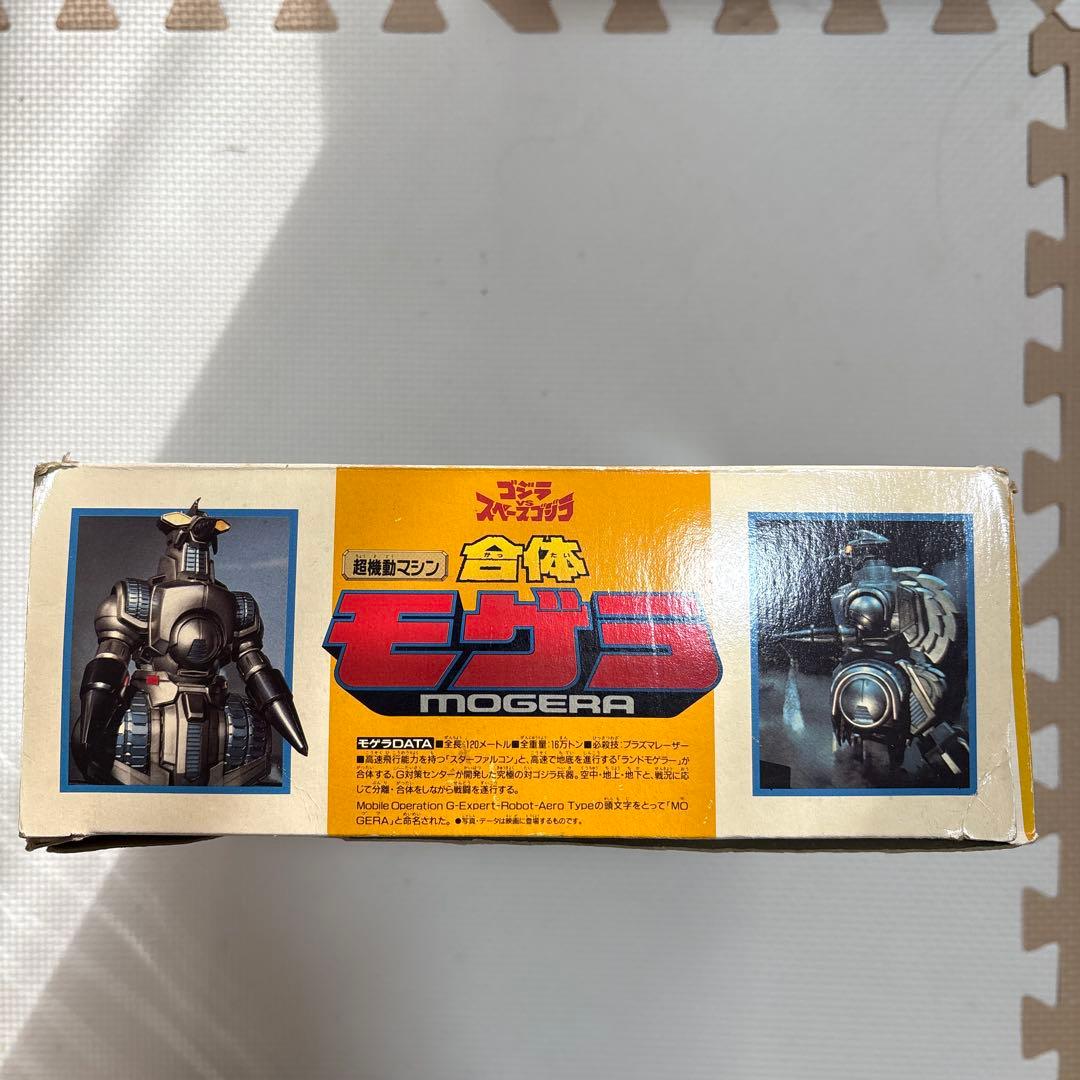 ゴジラ
VS
スペースゴジラ
超機動マシン 合体
モゲラ
MOGERA
モゲラDATA ■全長:120メートル■全重量:16万トン■必殺技:プラズマレーザー
■高速飛行能力を持つ「スターファルコン」と、高速で地底を進行する「ランドモゲラー」が
合体する、G対策センターが開発した究極の対ゴジラ兵器。空中・地上・地下と、戦況に応
じて分離・合体をしながら戦闘を遂行する。
Mobile Operation G-Expert-Robot-Aero Typeの頭文字をとって「MO
GERA」と命名された。●写真・データは映画に登場するものです。